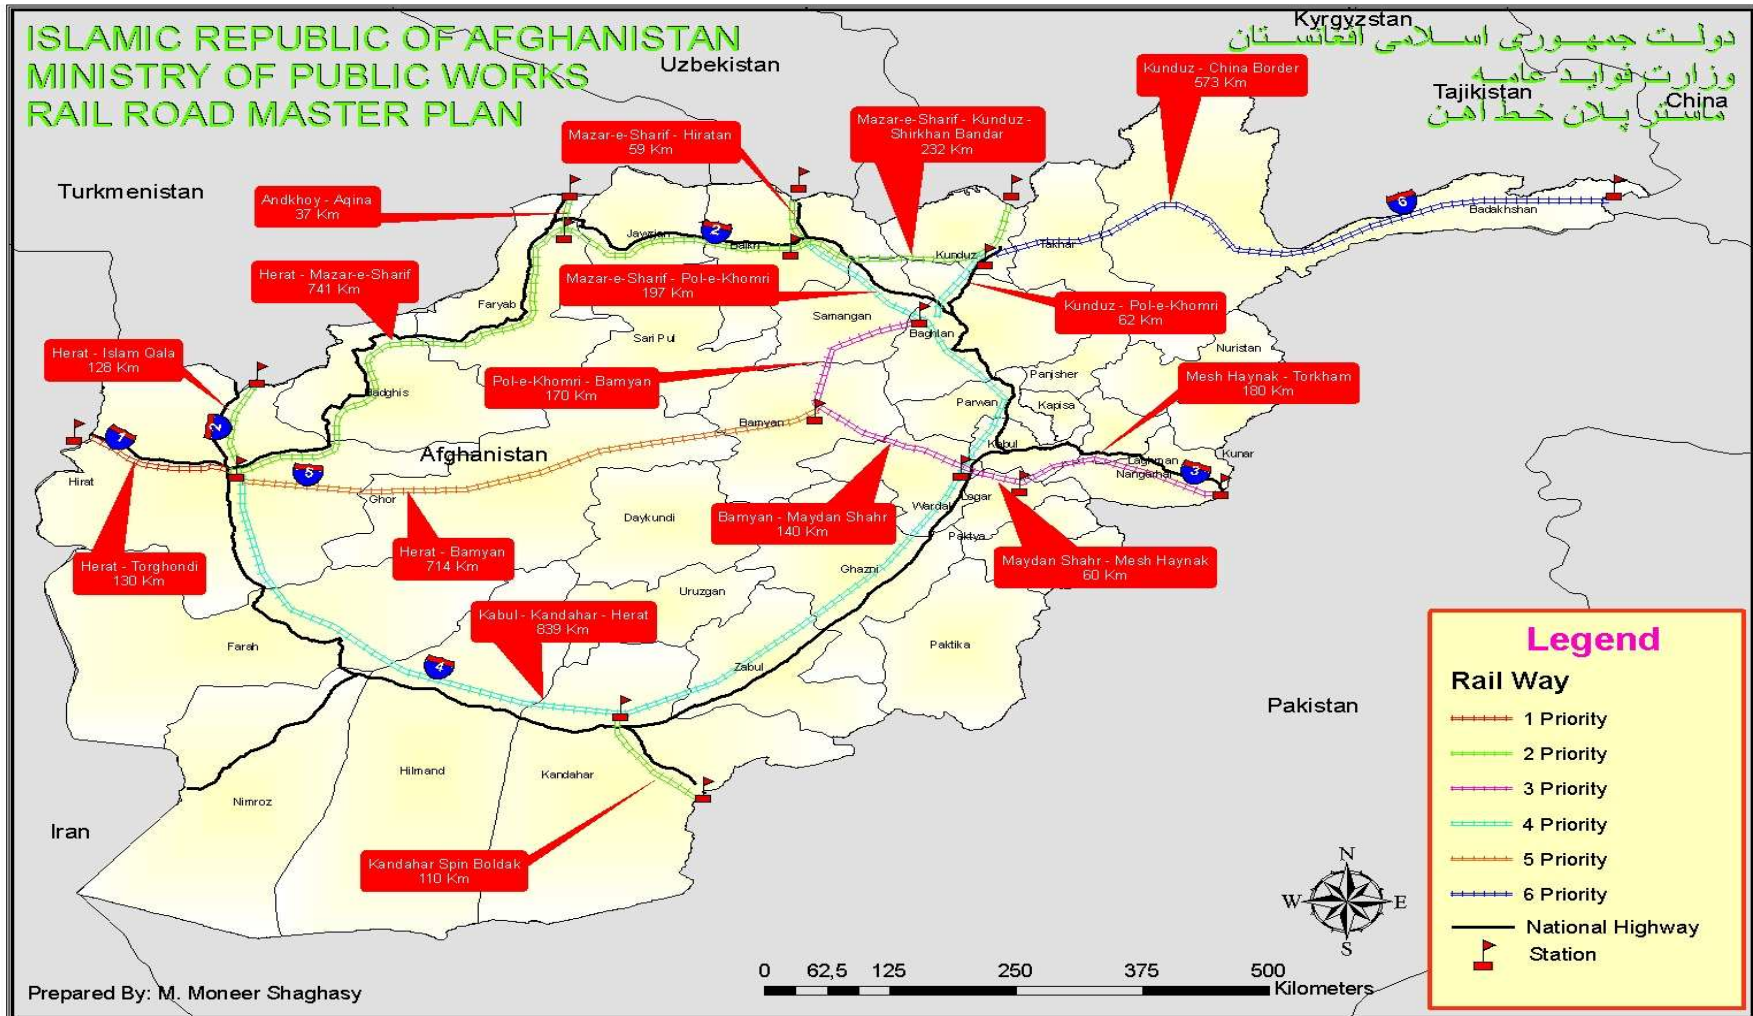 ISLAMIC REPUBLIC OF AFGHANISTAN
MINISTRY OF PUBLIC WORKS
RAIL ROAD MASTER PLAN
دولت جمهوری اسلامی افغانستان
وزارت فواید عامه
ماستر پلان خط اهن
Kyrgyzstan
Uzbekistan
Tajikistan
China
Turkmenistan
Kunduz - China Border
573 Km
Mazar-e-Sharif - Kunduz -
Shirkhan Bandar
232 Km
Mazar-e-Sharif - Hiratan
59 Km
Andkhoy - Aqina
37 Km
Herat - Mazar-e-Sharif
741 Km
Mazar-e-Sharif - Pol-e-Khomri
197 Km
Kunduz - Pol-e-Khomri
62 Km
Herat - Islam Qala
128 Km
Pol-e-Khomri - Bamyan
170 Km
Mesh Haynak - Torkham
180 Km
Bamyan - Maydan Shahr
140 Km
Herat - Torghondi
130 Km
Herat - Bamyan
714 Km
Maydan Shahr - Mesh Haynak
60 Km
Kabul - Kandahar - Herat
839 Km
Kandahar Spin Boldak
110 Km
6
2
2
1
5
3
4
Badakhshan
Jawzjan
Balkh
Kunduz
Takhar
Faryab
Samangan
Sari Pul
Baghlan
Nuristan
Badghis
Panjsher
Parwan
Kapisa
Bamyan
Kabul
Laghman
Kunar
Nangarhar
Afghanistan
Hirat
Ghor
Daykundi
Wardak
Logar
Paktya
Ghazni
Uruzgan
Farah
Zabul
Paktika
Hilmand
Kandahar
Nimroz
Iran
Pakistan
Legend
Rail Way
1 Priority
2 Priority
3 Priority
4 Priority
5 Priority
6 Priority
National Highway
Station
N
W E
S
0 62,5 125 250 375 500
Kilometers
Prepared By: M. Moneer Shaghasy